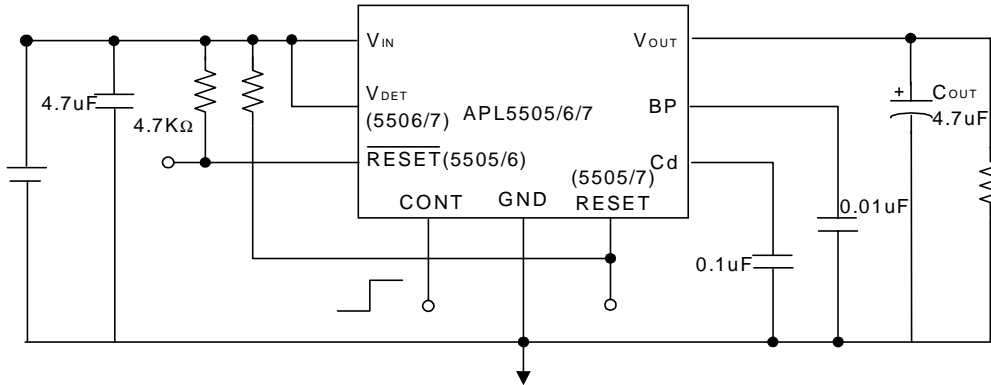 VIN
VOUT
4.7uF
4.7KΩ
VDET
(5506/7)
APL5505/6/7
BP
+
COUT
4.7uF
RESET(5505/6)
(5505/7)
Cd
CONT
GND
RESET
0.01uF
0.1uF